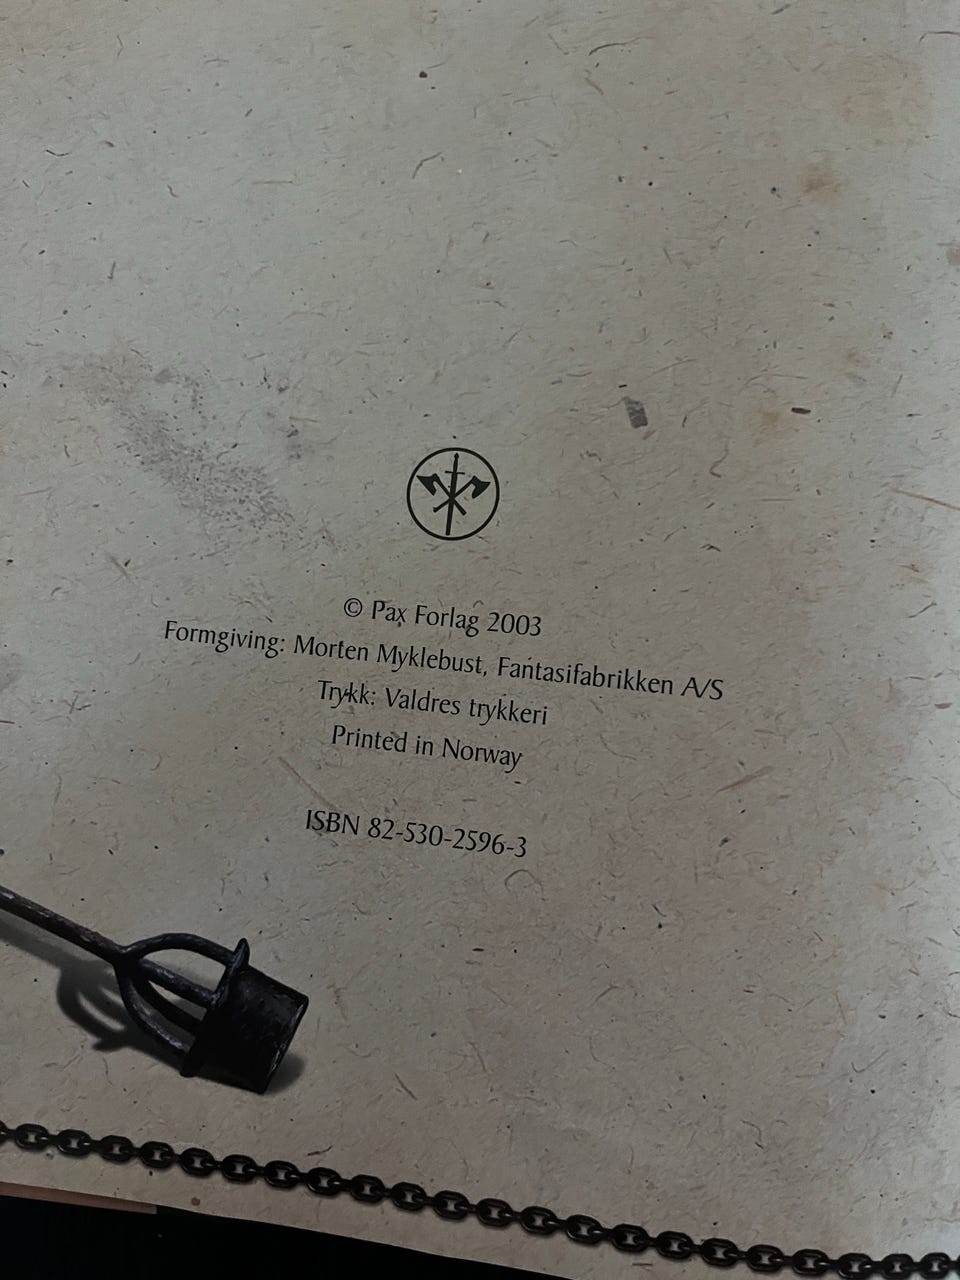 © Pax Forlag 2003
Formgiving: Morten Myklebust, Fantasifabrikken A/S
Trykk: Valdres trykkeri
Printed in Norway
ISBN 82-530-2596-3